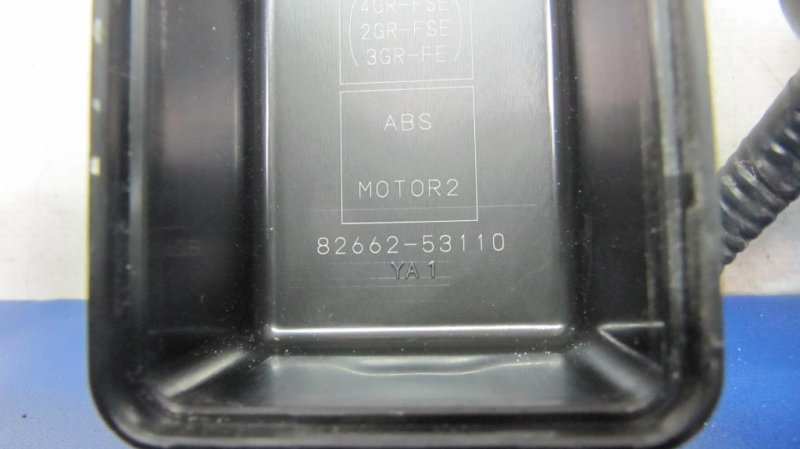 (4GR-FSE
2GR-FSE
3GR-FE)
ABS
MOTOR2
82662-53110
YA1